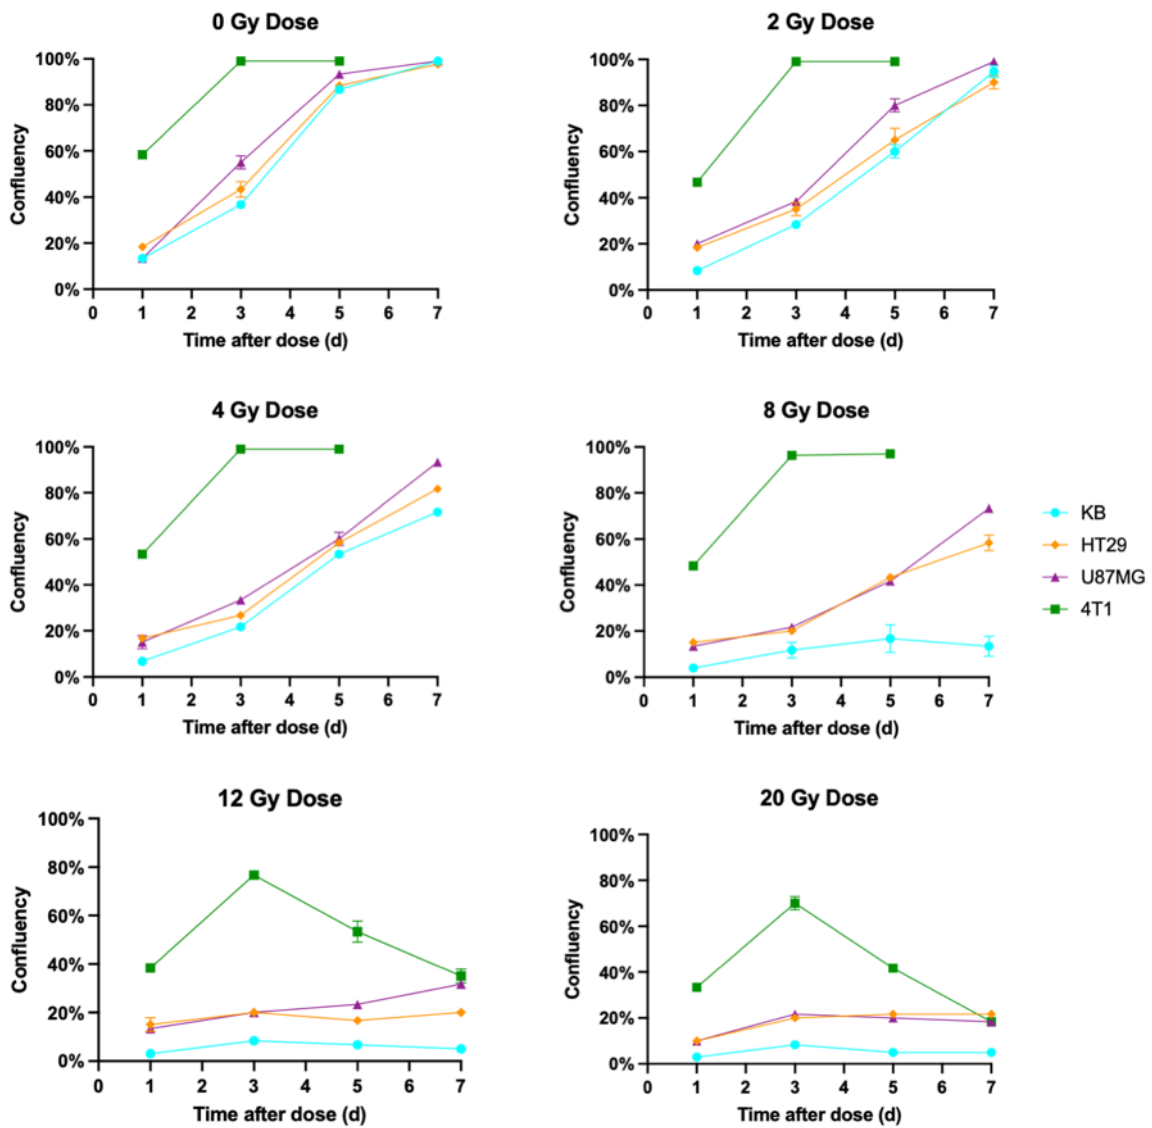 0 Gy Dose
100%
80%
60%
40%
20%
0%
Confluency
0 1 2 3 4 5 6 7
Time after dose (d)
2 Gy Dose
100%
80%
60%
40%
20%
0%
Confluency
0 1 2 3 4 5 6 7
Time after dose (d)
4 Gy Dose
100%
80%
60%
40%
20%
0%
Confluency
0 1 2 3 4 5 6 7
Time after dose (d)
8 Gy Dose
100%
80%
60%
40%
20%
0%
Confluency
0 1 2 3 4 5 6 7
Time after dose (d)
KB
HT29
U87MG
4T1
12 Gy Dose
100%
80%
60%
40%
20%
0%
Confluency
0 1 2 3 4 5 6 7
Time after dose (d)
20 Gy Dose
100%
80%
60%
40%
20%
0%
Confluency
0 1 2 3 4 5 6 7
Time after dose (d)